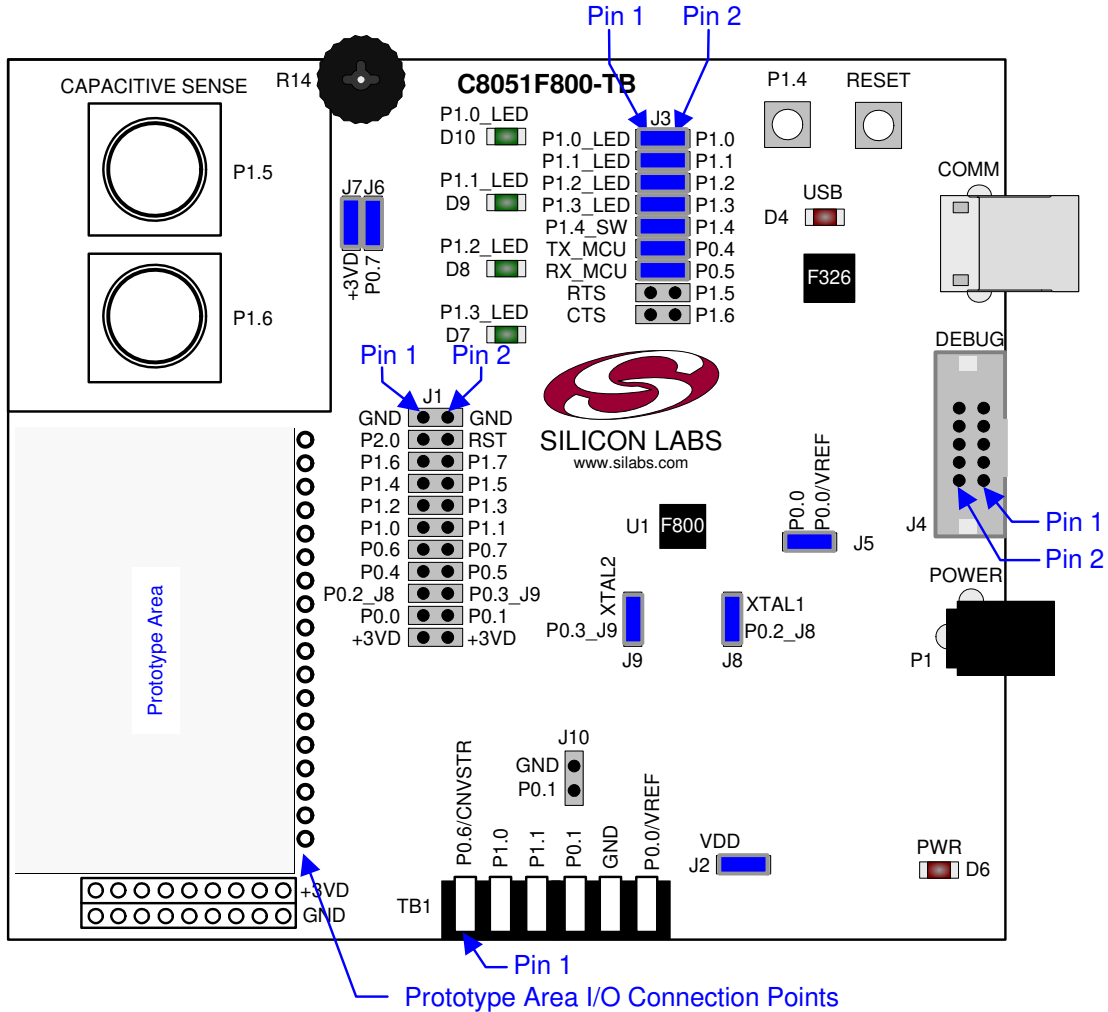 Pin 1 Pin 2
CAPACITIVE SENSE R14 C8051F800-TB P1.4 RESET
P1.5
P1.6
J7 J6
+3VD P0.7
P1.0_LED
D10
P1.1_LED
D9
P1.2_LED
D8
P1.3_LED
D7
J3
P1.0_LED P1.0
P1.1_LED P1.1
P1.2_LED P1.2
P1.3_LED P1.3
P1.4_SW P1.4
TX_MCU P0.4
RX_MCU P0.5
RTS P1.5
CTS P1.6
USB
D4
F326
COMM
DEBUG
J4
Pin 1
Pin 2
POWER
P1
Pin 1 Pin 2
J1
GND GND
P2.0 RST
P1.6 P1.7
P1.4 P1.5
P1.2 P1.3
P1.0 P1.1
P0.6 P0.7
P0.4 P0.5
P0.2_J8 P0.3_J9
P0.0 P0.1
+3VD +3VD
SILICON LABS
www.silabs.com
U1 F800
P0.0
P0.0/VREF
J5
XTAL2
P0.3_J9
J9
XTAL1
P0.2_J8
J8
Prototype Area
J10
GND
P0.1
P0.6/CNVSTR
P1.0
P1.1
P0.1
GND
P0.0/VREF
TB1
VDD
J2
PWR
D6
+3VD
GND
Pin 1
Prototype Area I/O Connection Points